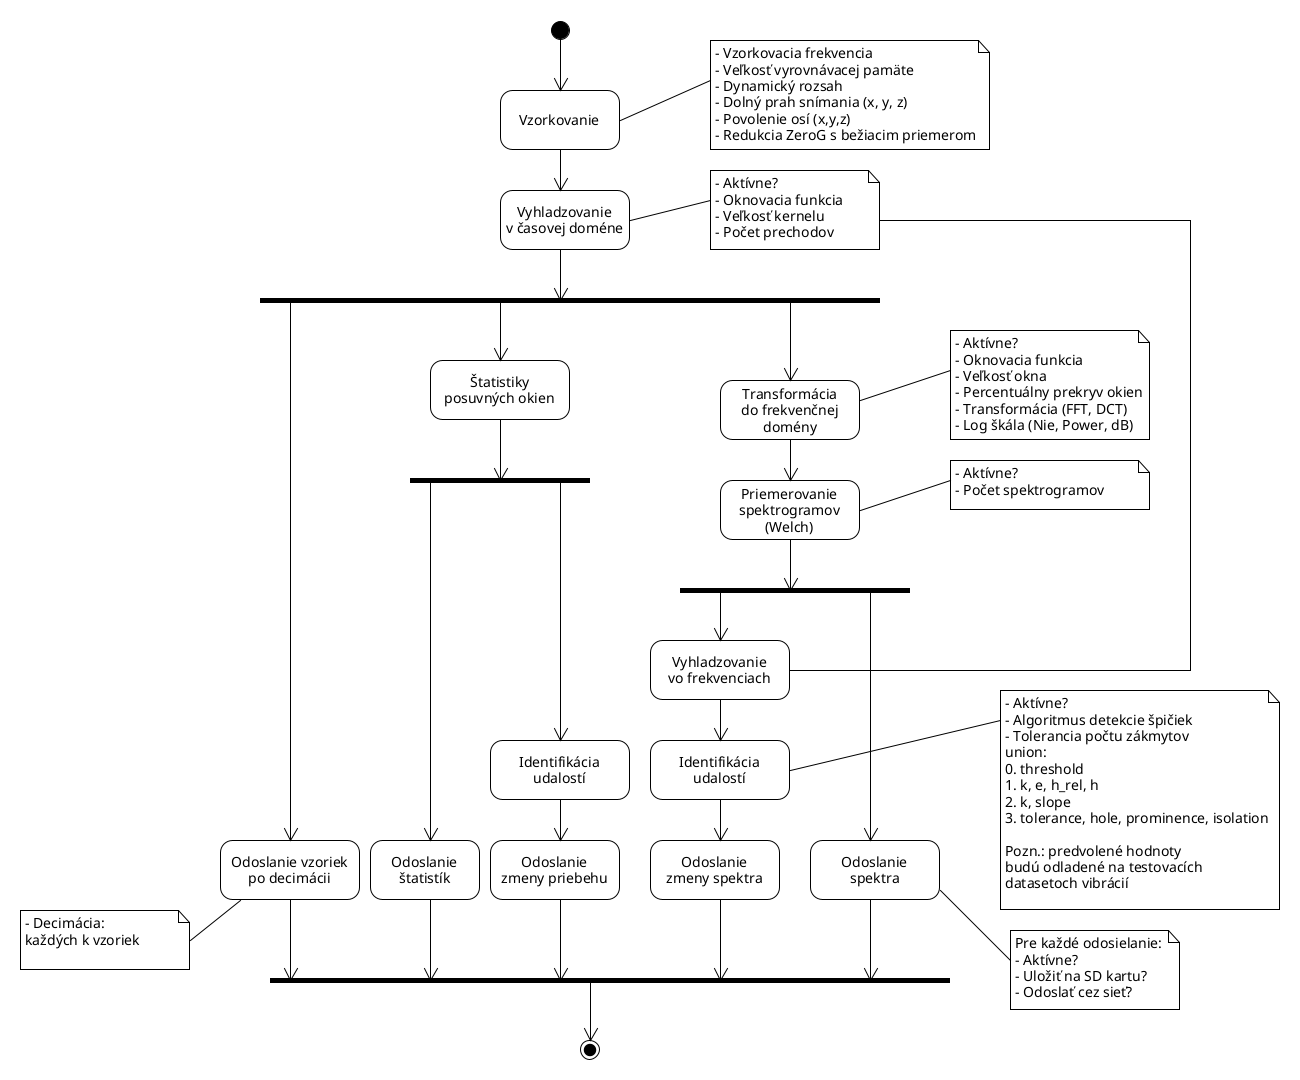 - Vzorkovacia frekvencia
- Veľkosť vyrovnávacej pamäte
- Dynamický rozsah
- Dolný prah snímania (x, y, z)
- Povolenie osí (x,y,z)
- Redukcia ZeroG s bežiacim priemerom
Vzorkovanie
- Aktívne?
- Oknovacia funkcia
- Veľkosť kernelu
- Počet prechodov
Vyhladzovanie
v časovej doméne
Štatistiky
posuvných okien
Transformácia
do frekvenčnej
domény
- Aktívne?
- Oknovacia funkcia
- Veľkosť okna
- Percentuálny prekryv okien
- Transformácia (FFT, DCT)
- Log škála (Nie, Power, dB)
Priemerovanie
spektrogramov
(Welch)
- Aktívne?
- Počet spektrogramov
Vyhladzovanie
vo frekvenciach
Identifikácia
udalostí
Identifikácia
udalostí
- Aktívne?
- Algoritmus detekcie špičiek
- Tolerancia počtu zákmytov
union:
0. threshold
1. k, e, h_rel, h
2. k, slope
3. tolerance, hole, prominence, isolation
Pozn.: predvolené hodnoty
budú odladené na testovacích
datasetoch vibrácií
Odoslanie vzoriek
po decimácii
Odoslanie
štatistík
Odoslanie
zmeny priebehu
Odoslanie
zmeny spektra
Odoslanie
spektra
- Decimácia:
každých k vzoriek
Pre každé odosielanie:
- Aktívne?
- Uložiť na SD kartu?
- Odoslať cez sieť?